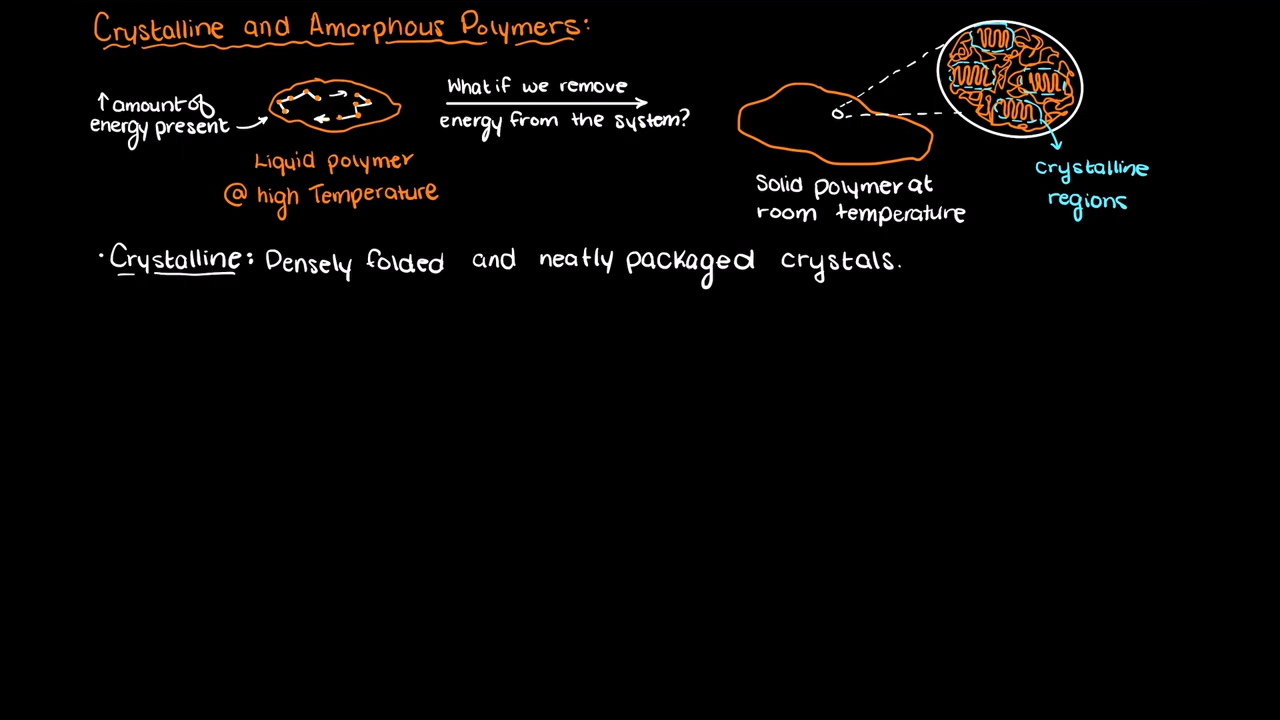 Crystalline and Amorphous Polymers:
↑ amount of
energy present
Liquid polymer
@ high Temperature
What if we remove
energy from the system?
Solid polymer at
room temperature
crystalline
regions
· Crystalline: Densely folded and neatly packaged crystals.